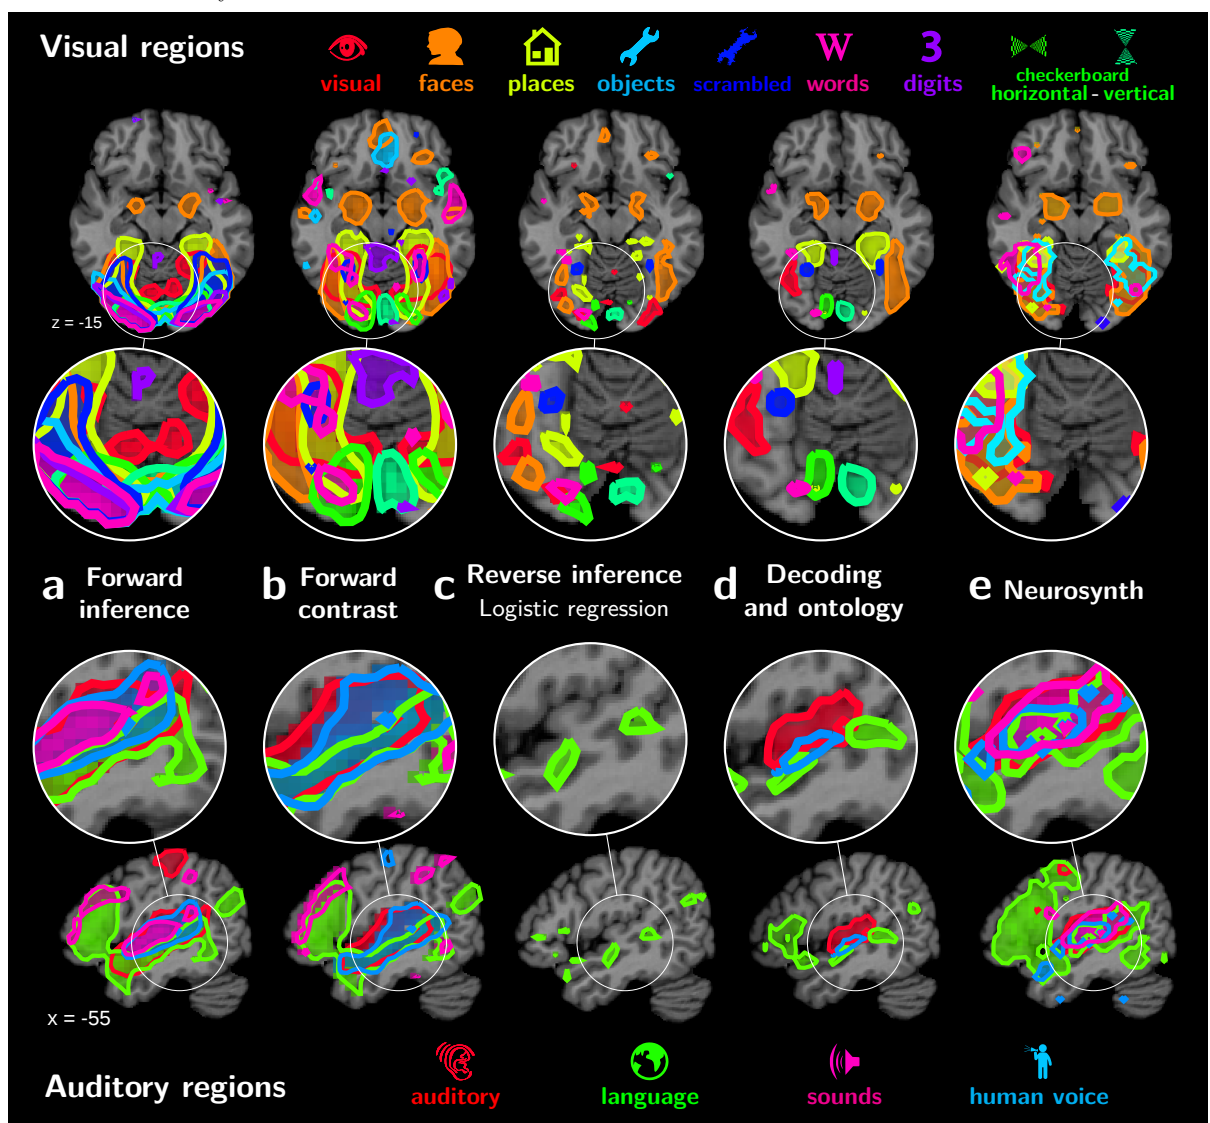 Visual regions
W
3
visual
faces
places
objects
scrambled
words
digits
checkerboard
horizontal - vertical
z = -15
a Forward
inference
b Forward
contrast
c Reverse inference
Logistic regression
d Decoding
and ontology
e Neurosynth
x = -55
Auditory regions
auditory
language
sounds
human voice